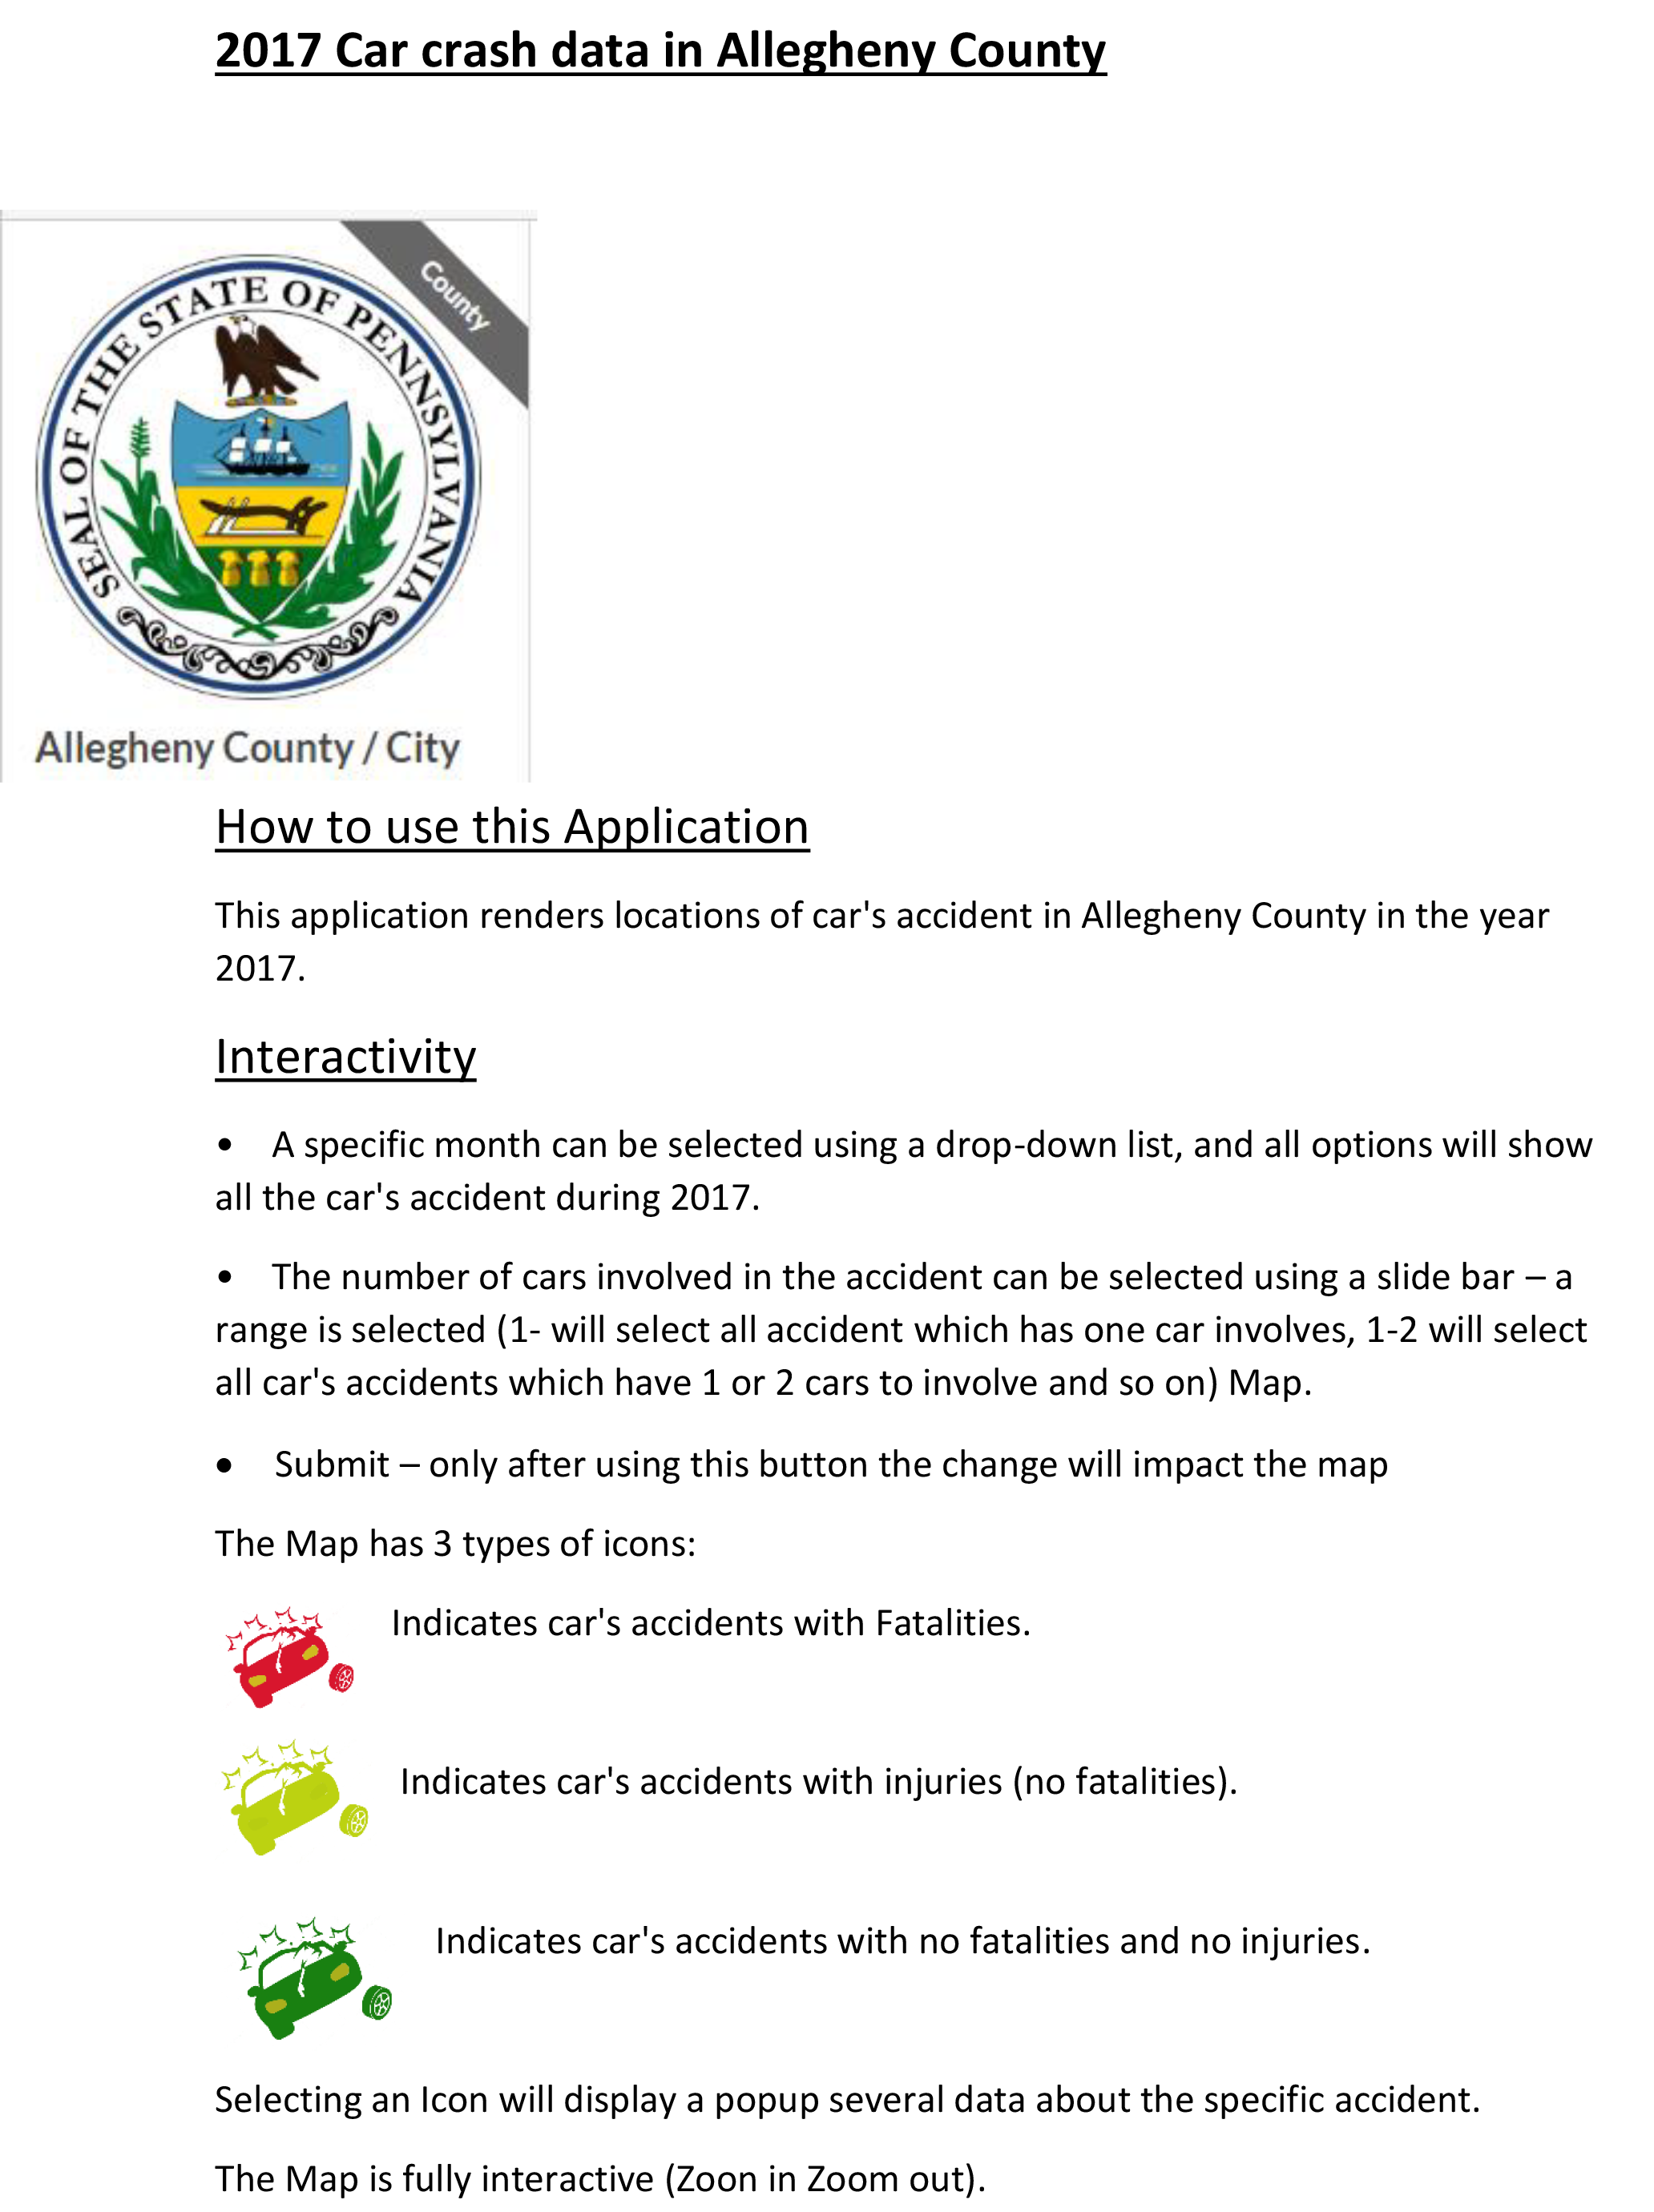 2017 Car crash data in Allegheny County
County
SEAL OF THE STATE OF PENNSYLVANIA
Allegheny County / City
How to use this Application
This application renders locations of car's accident in Allegheny County in the year
2017.
Interactivity
• A specific month can be selected using a drop-down list, and all options will show
all the car's accident during 2017.
• The number of cars involved in the accident can be selected using a slide bar – a
range is selected (1- will select all accident which has one car involves, 1-2 will select
all car's accidents which have 1 or 2 cars to involve and so on) Map.
• Submit – only after using this button the change will impact the map
The Map has 3 types of icons:
Indicates car's accidents with Fatalities.
Indicates car's accidents with injuries (no fatalities).
Indicates car's accidents with no fatalities and no injuries.
Selecting an Icon will display a popup several data about the specific accident.
The Map is fully interactive (Zoon in Zoom out).